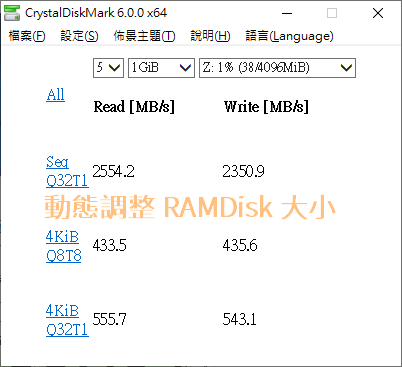 CrystalDiskMark 6.0.0 x64
檔案(F) 設定(S) 佈景主題(T) 說明(H) 語言(Language)
5 1GiB Z: 1% (38/4096MiB)
All Read [MB/s] Write [MB/s]
Seq
Q32T1 2554.2 2350.9
動態調整 RAMDisk 大小
4KiB
Q8T8 433.5 435.6
4KiB
Q32T1 555.7 543.1